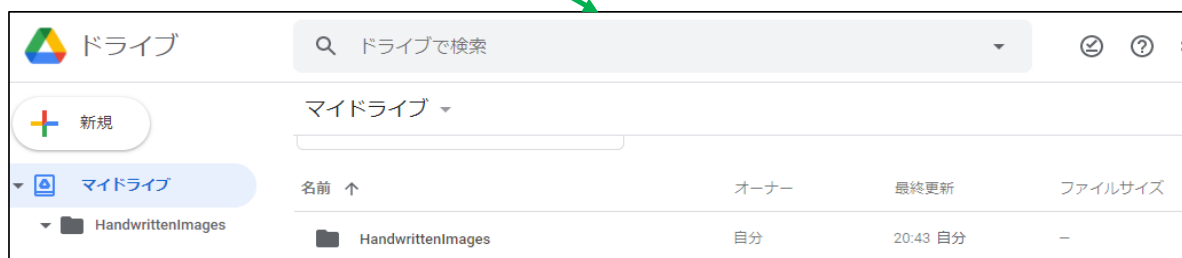 ドライブ
ドライブで検索
新規
マイドライブ
マイドライブ
HandwrittenImages
名前 オーナー 最終更新 ファイルサイズ
HandwrittenImages 自分 20:43 自分 –